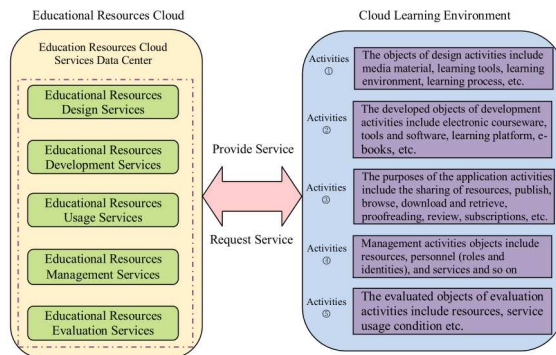 Educational Resources Cloud
Education Resources Cloud
Services Data Center
Educational Resources
Design Services
Educational Resources
Development Services
Educational Resources
Usage Services
Educational Resources
Management Services
Educational Resources
Evaluation Services
Provide Service
Request Service
Cloud Learning Environment
Activities
①
The objects of design activities include
media material, learning tools, learning
environment, learning process, etc.
Activities
②
The developed objects of development
activities include electronic courseware,
tools and software, learning platform, e-
books, etc.
Activities
③
The purposes of the application activities
include the sharing of resources, publish,
browse, download and retrieve,
proofreading, review, subscriptions, etc.
Activities
④
Management activities objects include
resources, personnel (roles and
identities), and services and so on
Activities
⑤
The evaluated objects of evaluation
activities include resources, service
usage condition etc.